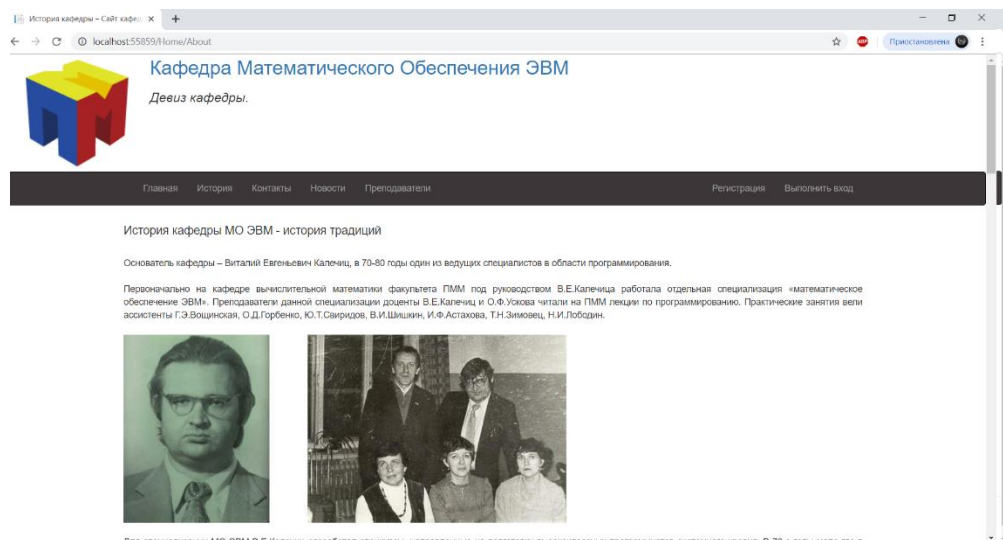 История кафедры – Сайт кафед
localhost:55859/Home/About
ABP
Приостановлена
Кафедра Математического Обеспечения ЭВМ
Девиз кафедры.
Главная История Контакты Новости Преподаватели Регистрация Выполнить вход
История кафедры МО ЭВМ - история традиций
Основатель кафедры – Виталий Евгеньевич Калечиц, в 70-80 годы один из ведущих специалистов в области программирования.
Первоначально на кафедре вычислительной математики факультета ПММ под руководством В.Е.Калечица работала отдельная специализация «математическое
обеспечение ЭВМ». Преподаватели данной специализации доценты В.Е.Калечиц и О.Ф.Ускова читали на ПММ лекции по программированию. Практические занятия вели
ассистенты Г.Э.Вощинская, О.Д.Горбенко, Ю.Т.Свиридов, В.И.Шишкин, И.Ф.Астахова, Т.Н.Зимовец, Н.И.Лободин.